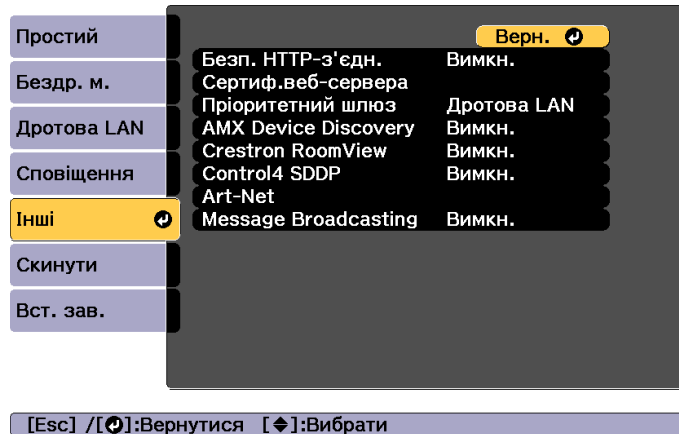 Простий
Бездр. м.
Дротова LAN
Сповіщення
Інші
Скинути
Вст. зав.
Верн.
Безп. HTTP-з'єдн. Вимкн.
Сертиф.веб-сервера
Пріоритетний шлюз Дротова LAN
AMX Device Discovery Вимкн.
Crestron RoomView Вимкн.
Control4 SDDP Вимкн.
Art-Net
Message Broadcasting Вимкн.
[Esc] /[⏎]:Вернутися [◆]:Вибрати